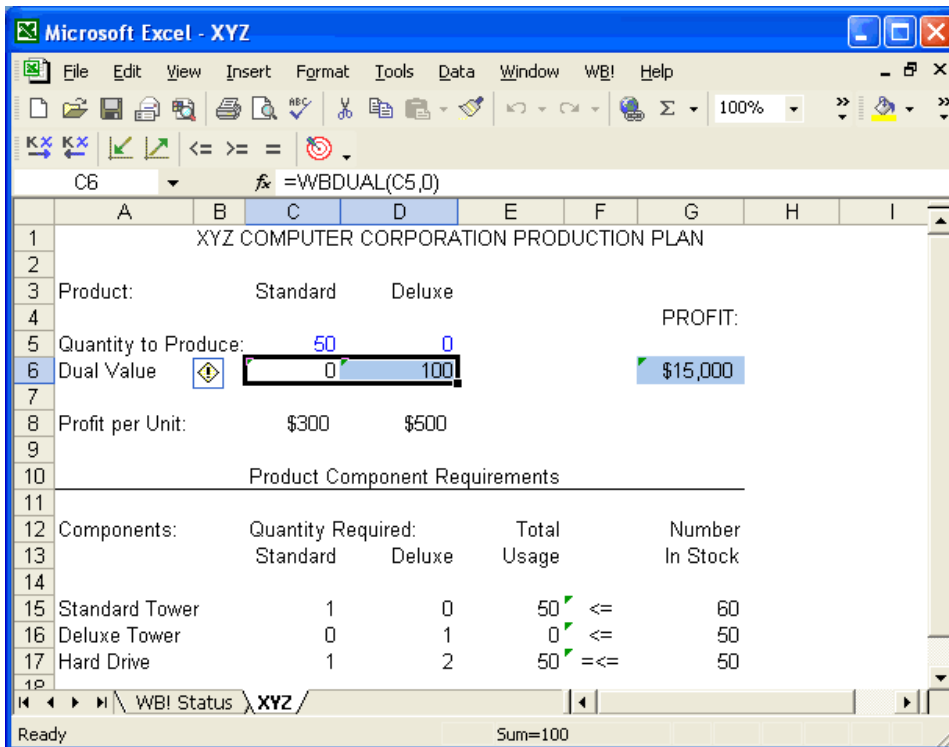 Microsoft Excel - XYZ
File Edit View Insert Format Tools Data Window WB! Help
ABC Σ 100% »
<= >= =
C6 fx =WBDUAL(C5,0)
A B C D E F G H I
1 XYZ COMPUTER CORPORATION PRODUCTION PLAN
2
3 Product: Standard Deluxe
4 PROFIT:
5 Quantity to Produce: 50 0
6 Dual Value 0 100 $15,000
7
8 Profit per Unit: $300 $500
9
10 Product Component Requirements
11
12 Components: Quantity Required: Total Number
13 Standard Deluxe Usage In Stock
14
15 Standard Tower 1 0 50 <= 60
16 Deluxe Tower 0 1 0 <= 50
17 Hard Drive 1 2 50 =<= 50
18
WB! Status XYZ
Ready Sum=100